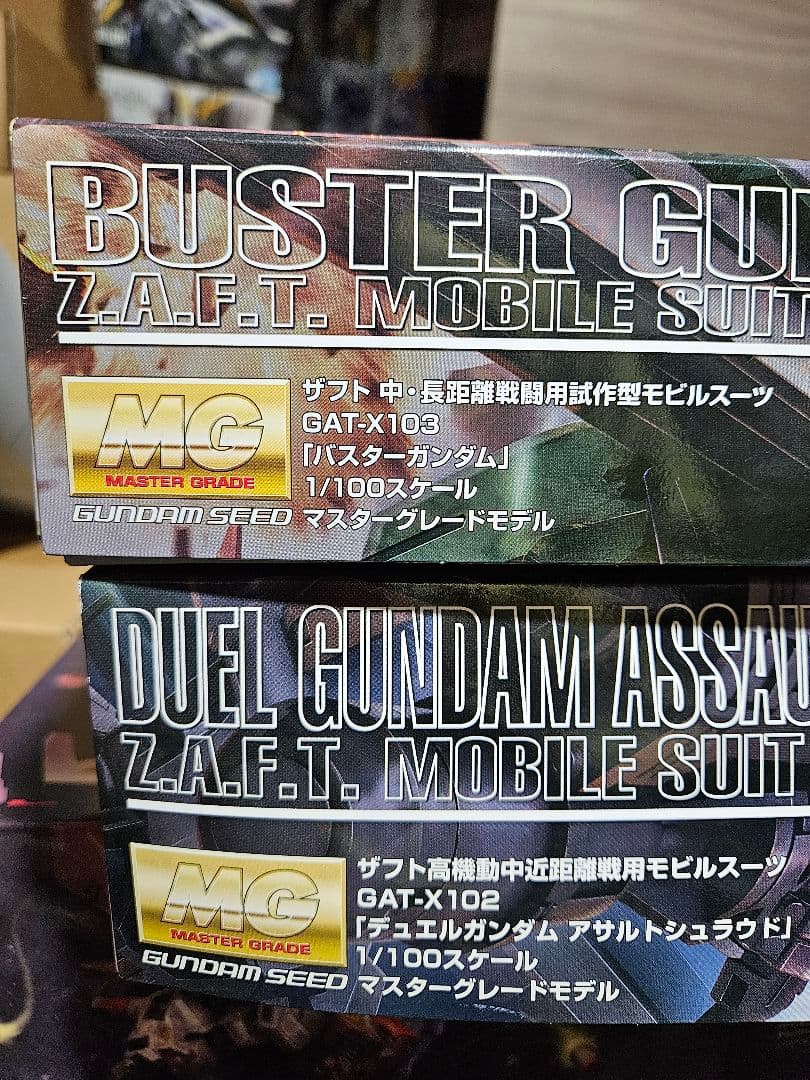 BUSTER
Z.A.F.T. MOBILE SUIT
MG
MASTER GRADE
GUNDAM SEED
ザフト 中・長距離戦闘用試作型モビルスーツ
GAT-X103
「バスターガンダム」
1/100スケール
マスターグレードモデル
DUEL GUNDAM
Z.A.F.T. MOBILE SUIT
MG
MASTER GRADE
GUNDAM SEED
ザフト高機動中近距離戦用モビルスーツ
GAT-X102
「デュエルガンダム アサルトシュラウド」
1/100スケール
マスターグレードモデル